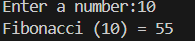 Enter a number:10
Fibonacci (10) = 55